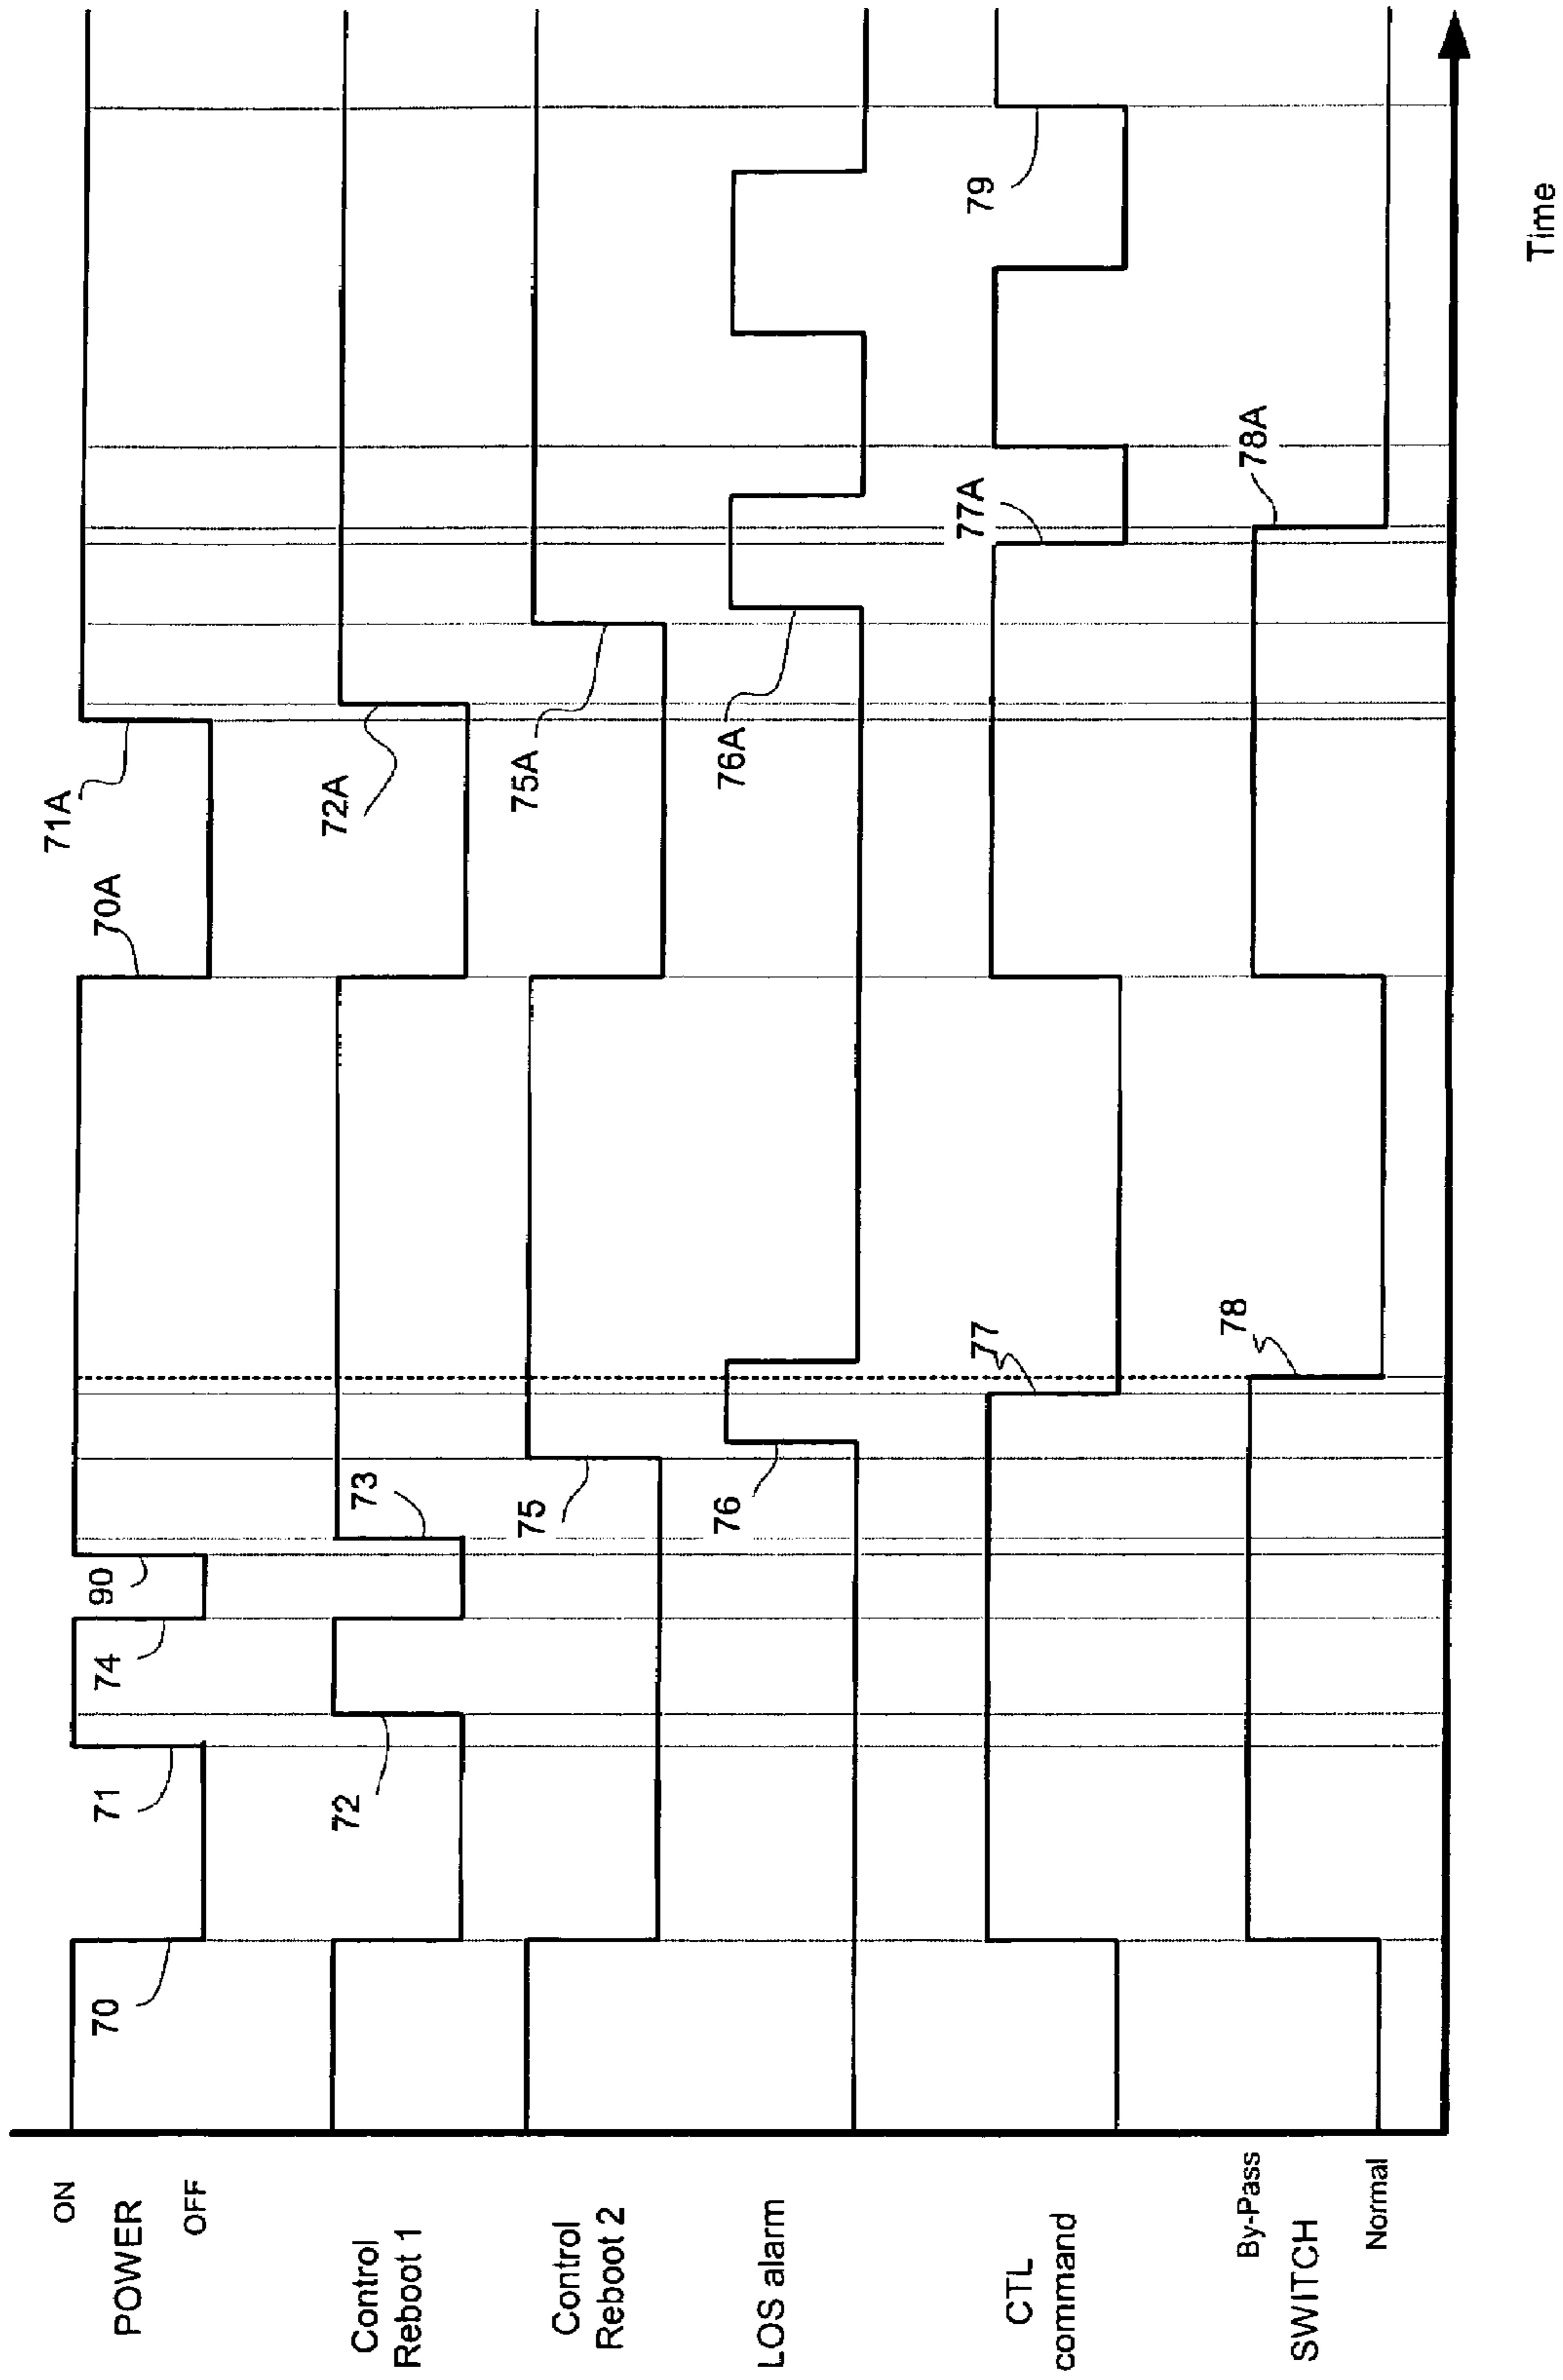 ON
POWER
OFF
Control
Reboot 1
Control
Reboot 2
LOS alarm
CTL
command
By-Pass
SWITCH
Normal
70
71
74
90
70A
71A
72
73
72A
75
75A
76
76A
77
77A
79
78
78A
Time